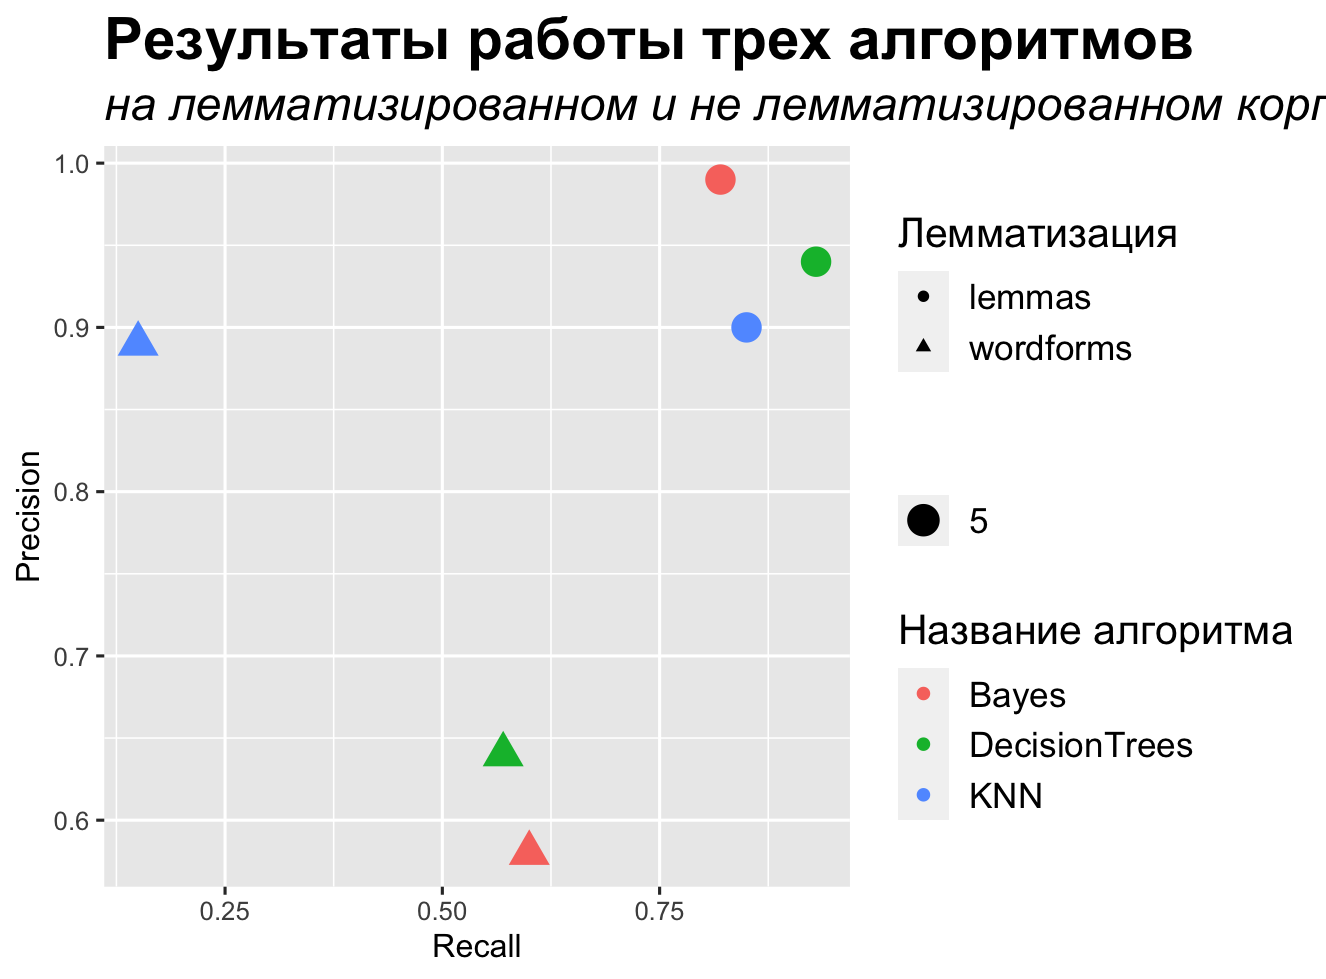 Результаты работы трех алгоритмов
на лемматизированном и не лемматизированном корп
1.0
0.9
0.8
0.7
0.6
Precision
0.25 0.50 0.75
Recall
Лемматизация
lemmas
wordforms
5
Название алгоритма
Bayes
DecisionTrees
KNN